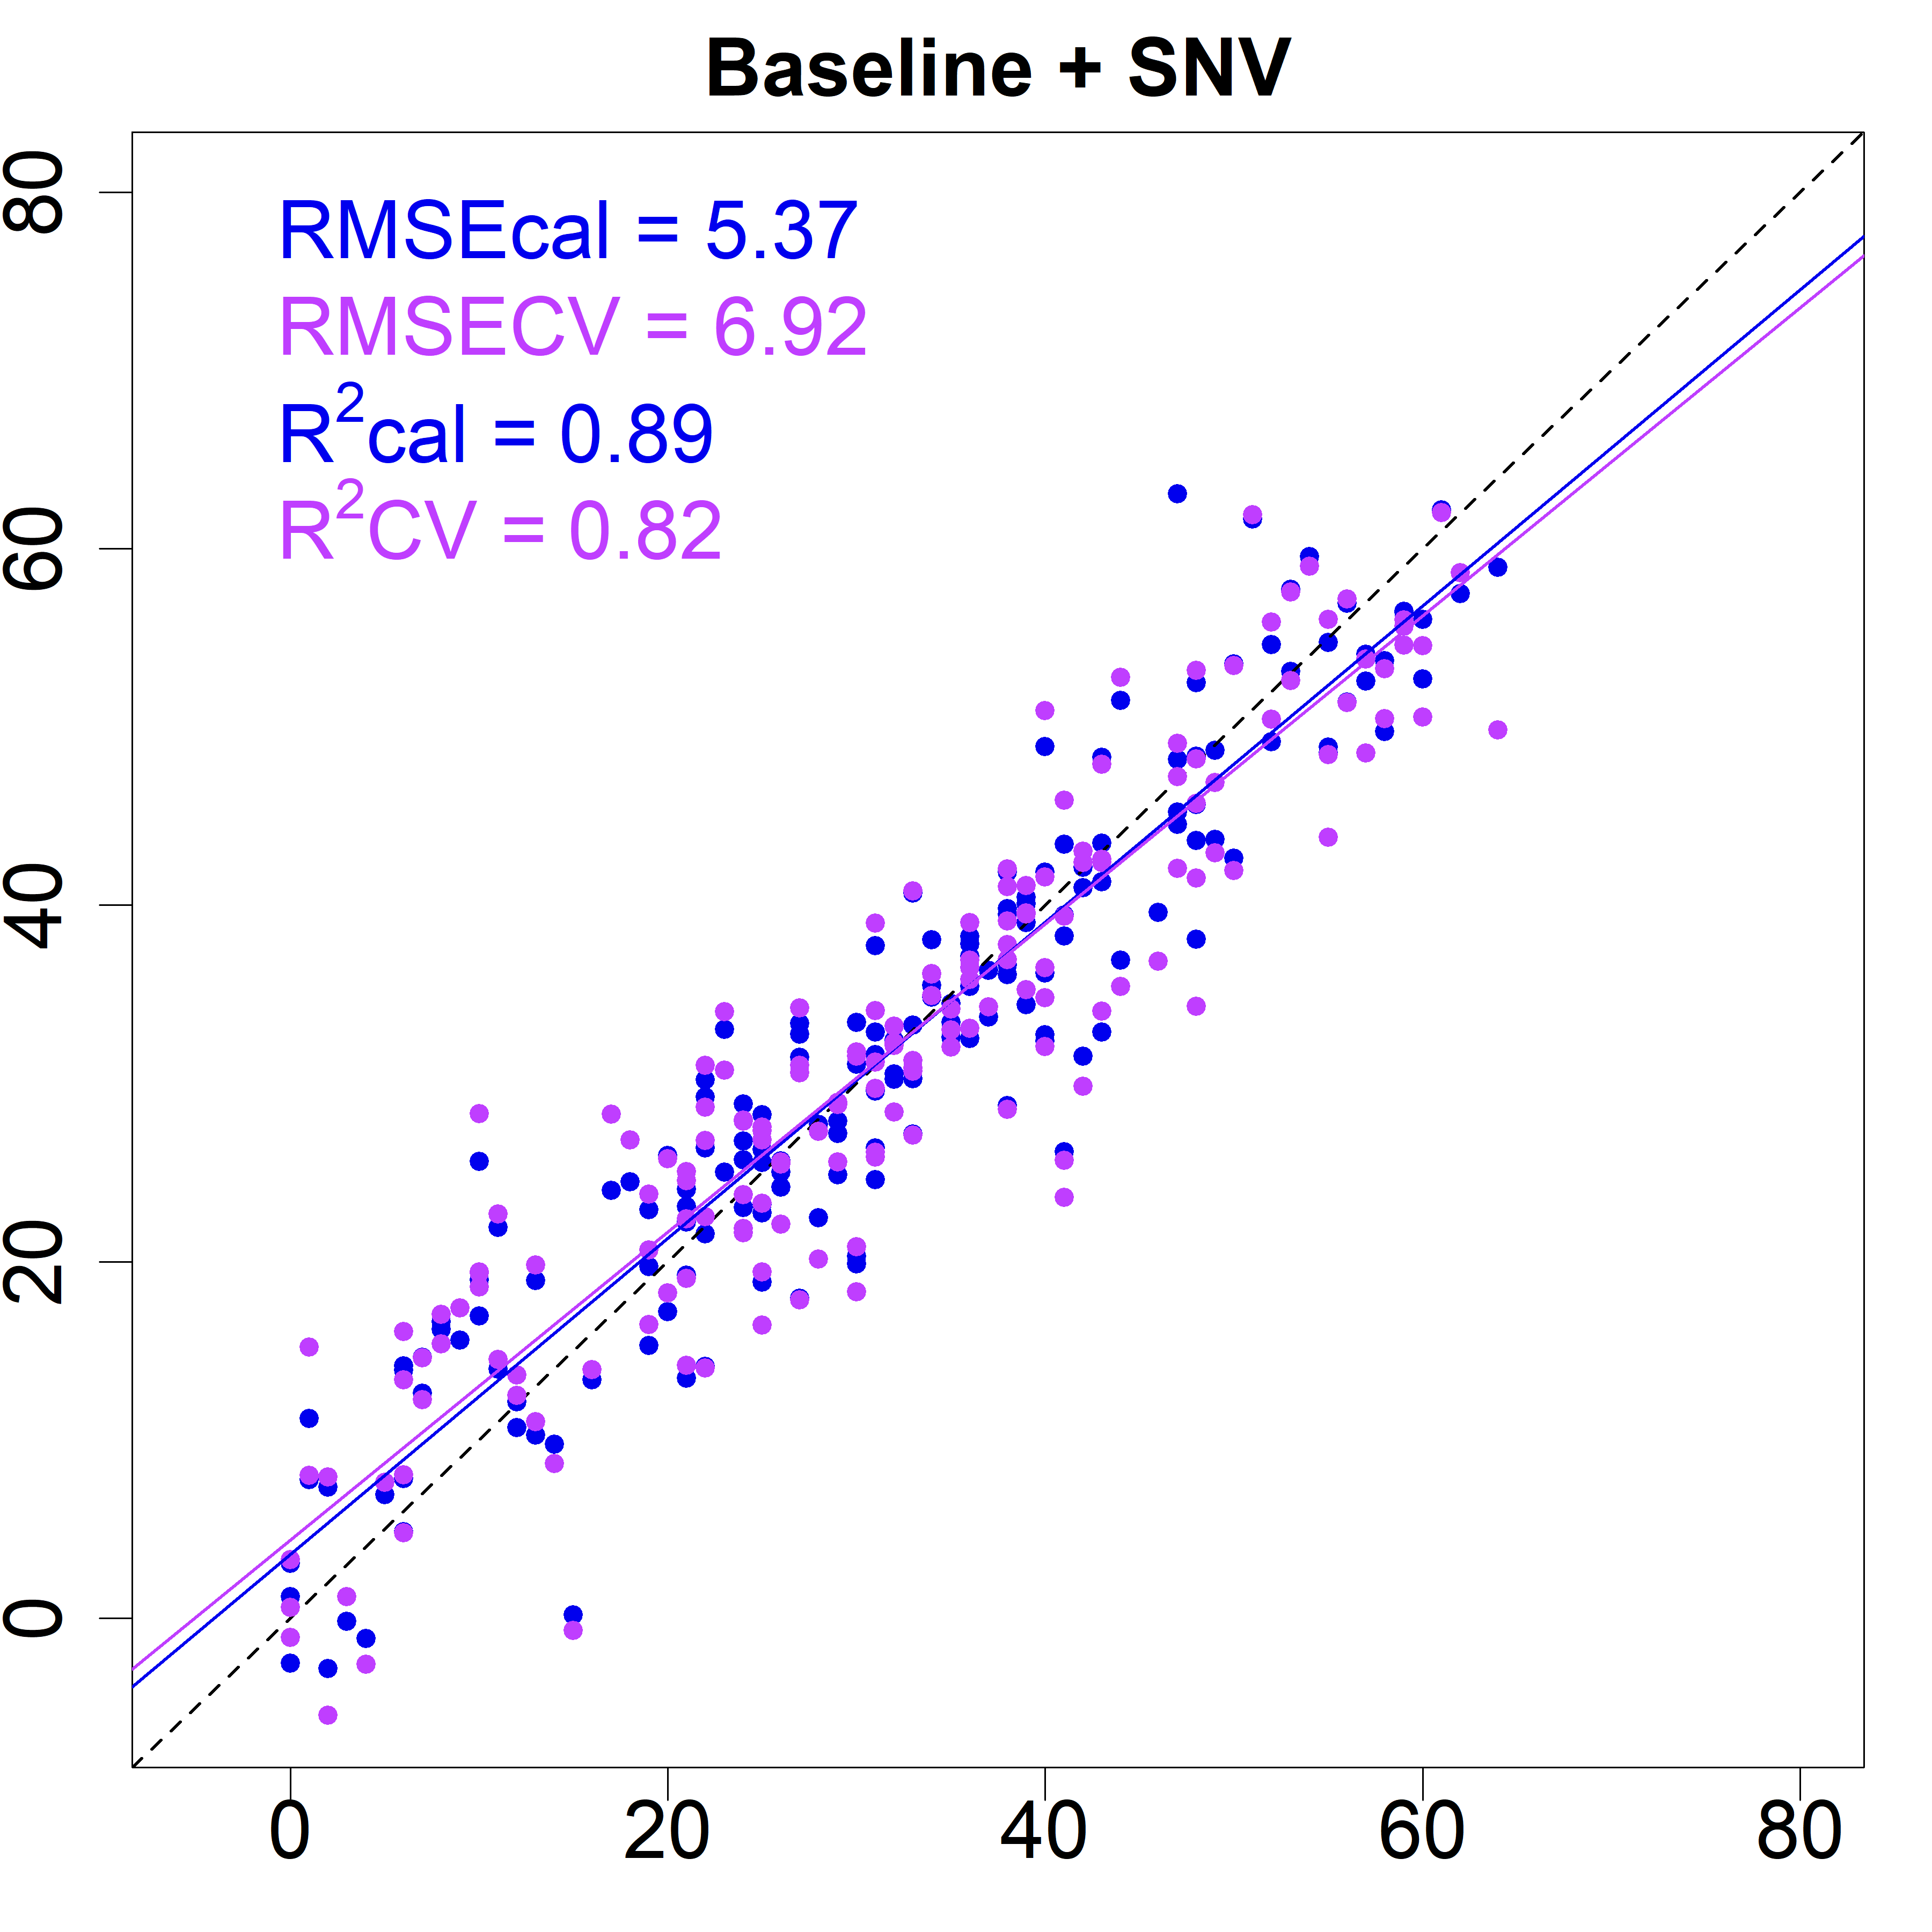 Baseline + SNV
80
60
40
20
0
RMSEcal = 5.37
RMSECV = 6.92
R²cal = 0.89
R²CV = 0.82
0 20 40 60 80